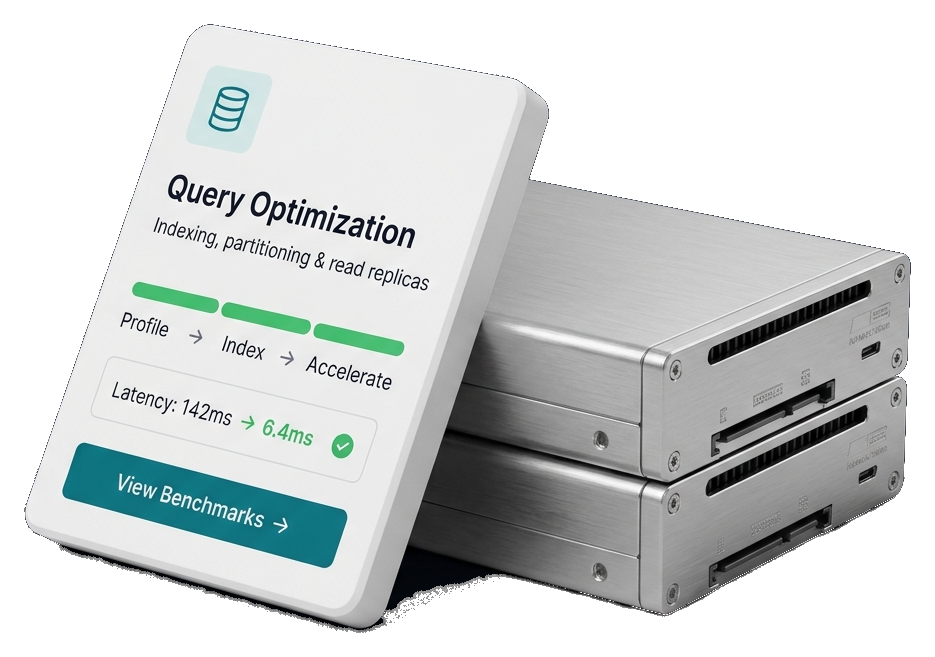 Query Optimization
Indexing, partitioning & read replicas
Profile → Index → Accelerate
Latency: 142ms → 6.4ms
View Benchmarks →